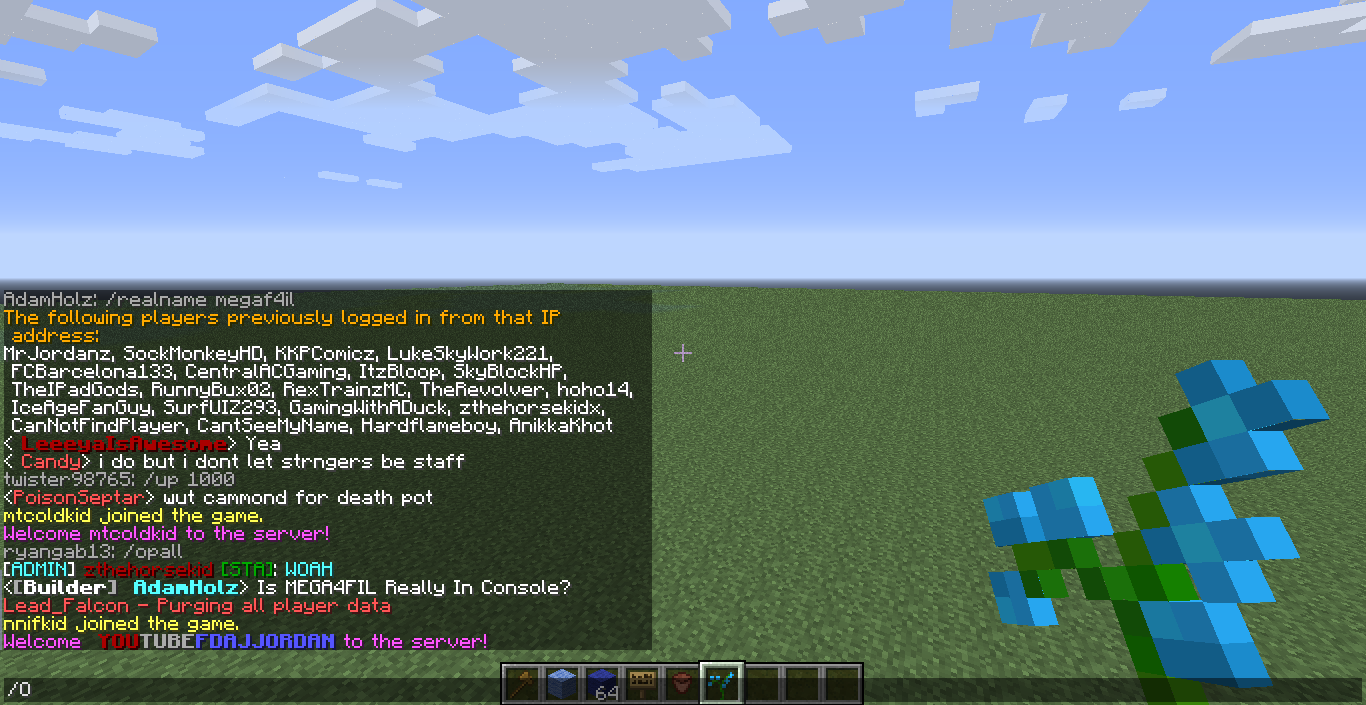 AdamHolz: /realname megaf4il
The following players previously logged in from that IP
address:
MrJordanz, SockMonkeyHD, KKPComicz, LukeSkyWork221,
FCBarcelona133, CentralACGaming, ItzBloop, SkyBlockHP,
TheIPadGods, RunnyBux02, RexTrainzMC, TheRevolver, hoho14,
IceAgeFanGuy, SurfUIZ293, GamingWithADuck, zthehorsekidx,
CanNotFindPlayer, CantSeeMyName, Hardflameboy, AnikkaKhot
< LeeeyaIsAwesome> Yea
< Candy> i do but i dont let strngers be staff
twister98765: /up 1000
<PoisonSeptar> wut cammond for death pot
mtcoldkid joined the game.
Welcome mtcoldkid to the server!
ryangab13: /opall
[ADMIN] zthehorsekid [STA]: WOAH
<[Builder] AdamHolz> Is MEGA4FIL Really In Console?
Lead_Falcon - Purging all player data
nnifkid joined the game.
Welcome YOUTUBEFDAJJORDAN to the server!
64
/O